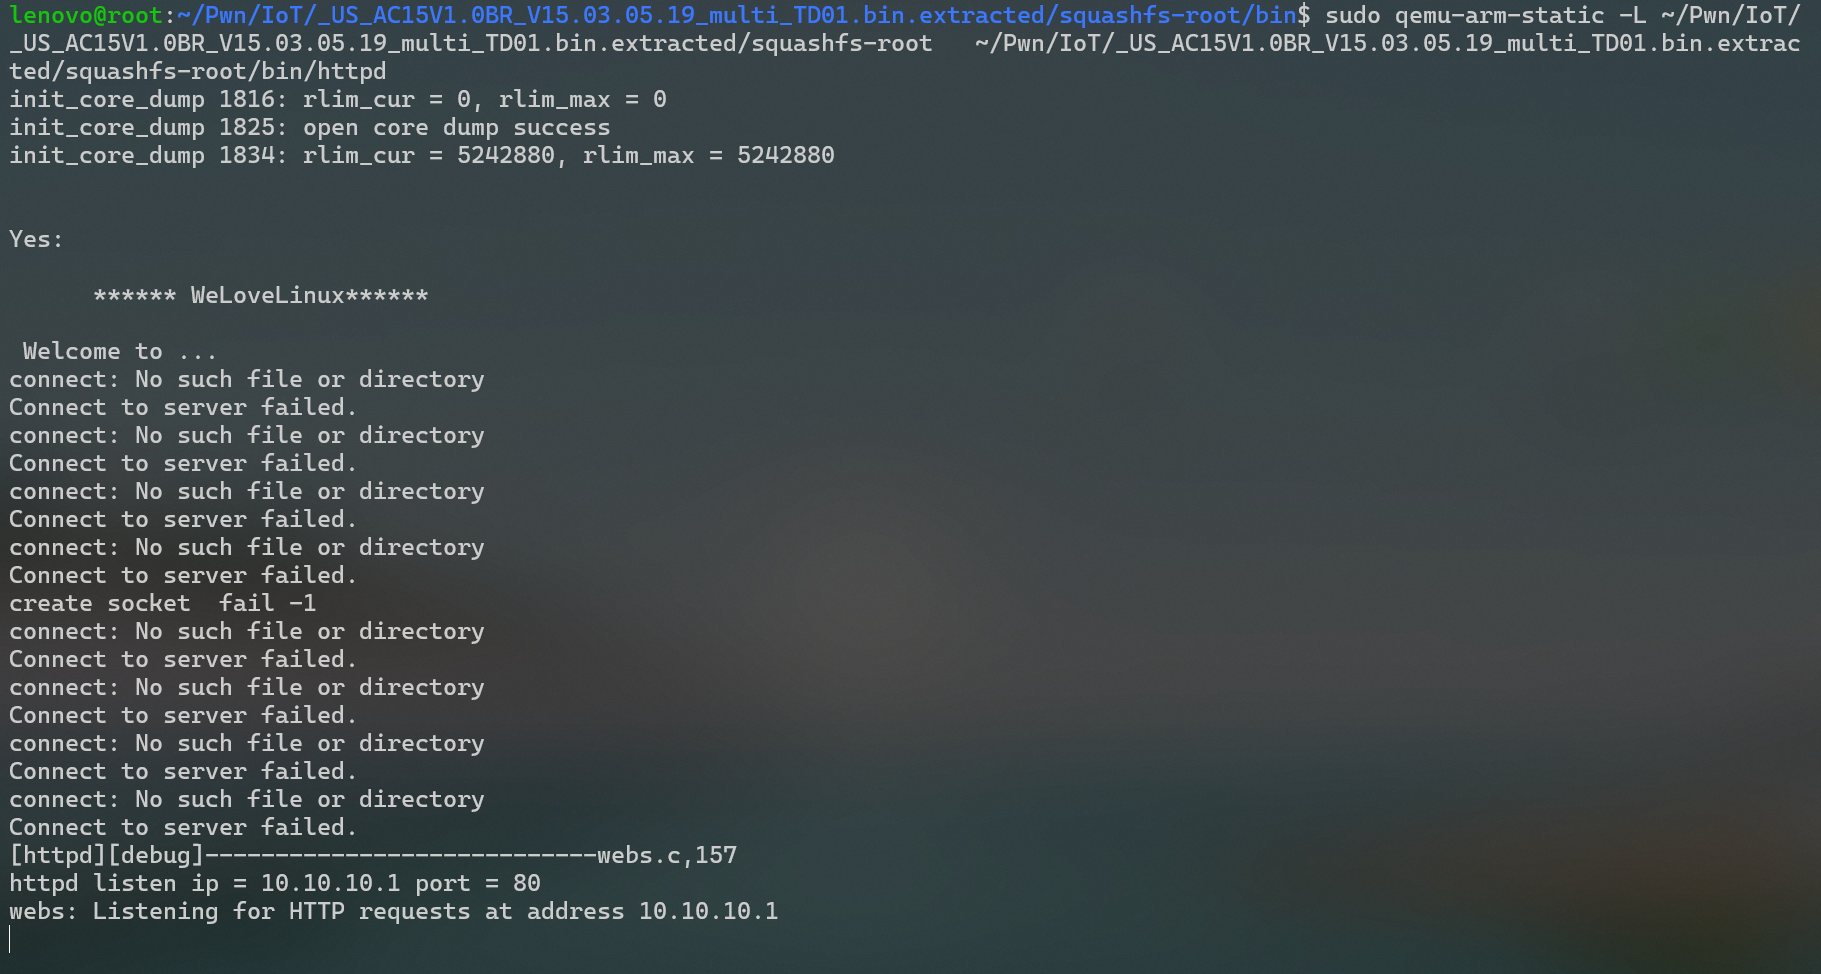 lenovo@root:~/Pwn/IoT/_US_AC15V1.0BR_V15.03.05.19_multi_TD01.bin.extracted/squashfs-root/bin$ sudo qemu-arm-static -L ~/Pwn/IoT/
_US_AC15V1.0BR_V15.03.05.19_multi_TD01.bin.extracted/squashfs-root   ~/Pwn/IoT/_US_AC15V1.0BR_V15.03.05.19_multi_TD01.bin.extrac
ted/squashfs-root/bin/httpd
init_core_dump 1816: rlim_cur = 0, rlim_max = 0
init_core_dump 1825: open core dump success
init_core_dump 1834: rlim_cur = 5242880, rlim_max = 5242880
Yes:
****** WeLoveLinux******
Welcome to ...
connect: No such file or directory
Connect to server failed.
connect: No such file or directory
Connect to server failed.
connect: No such file or directory
Connect to server failed.
connect: No such file or directory
Connect to server failed.
create socket  fail -1
connect: No such file or directory
Connect to server failed.
connect: No such file or directory
Connect to server failed.
connect: No such file or directory
Connect to server failed.
connect: No such file or directory
Connect to server failed.
[httpd][debug]----------------------------webs.c,157
httpd listen ip = 10.10.10.1 port = 80
webs: Listening for HTTP requests at address 10.10.10.1